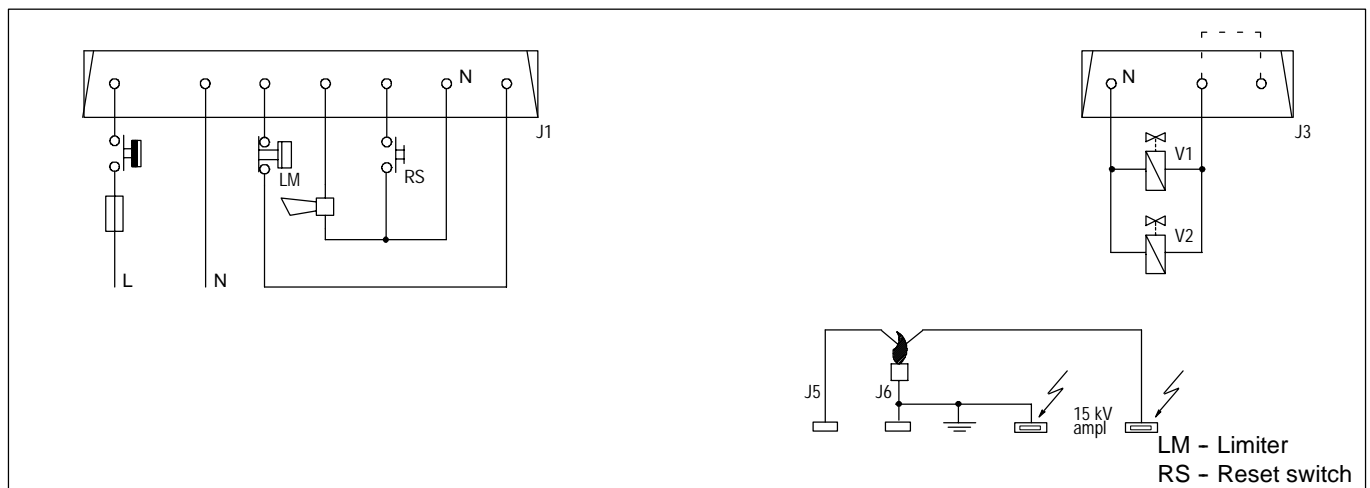 N
J1
LM
RS
L
N
N
J3
V1
V2
J5
J6
15 kV
ampl
LM - Limiter
RS - Reset switch